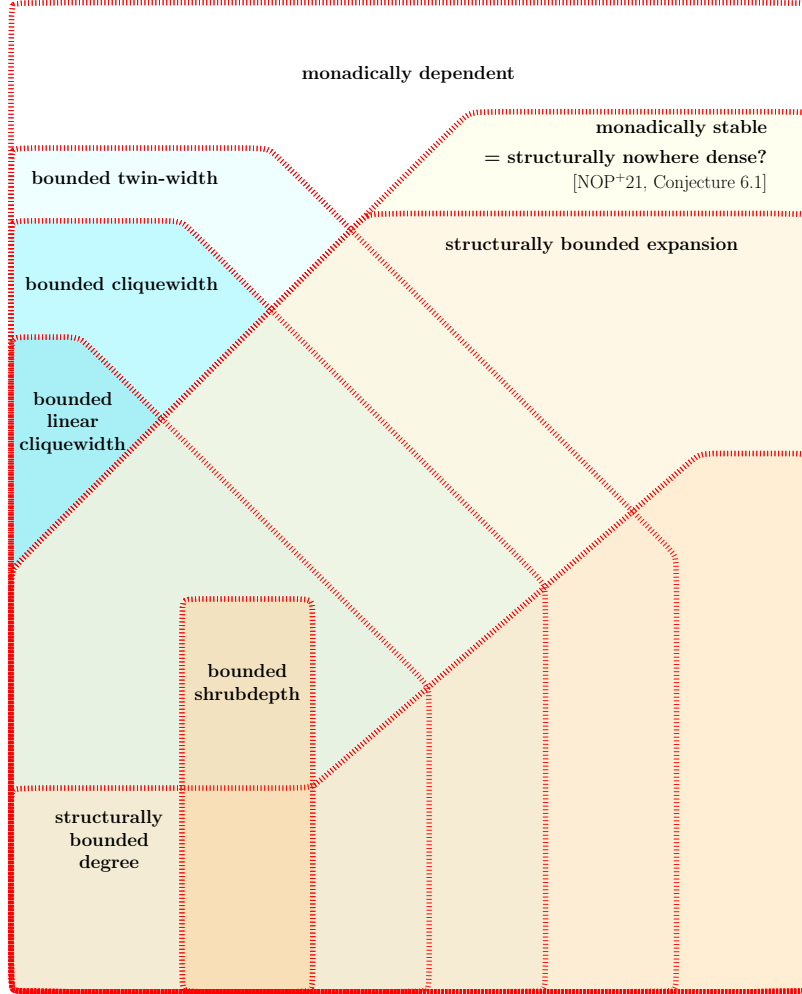 monadically dependent
monadically stable
= structurally nowhere dense?
[NOP⁺21, Conjecture 6.1]
bounded twin-width
structurally bounded expansion
bounded cliquewidth
bounded
linear
cliquewidth
bounded
shrubdepth
structurally
bounded
degree